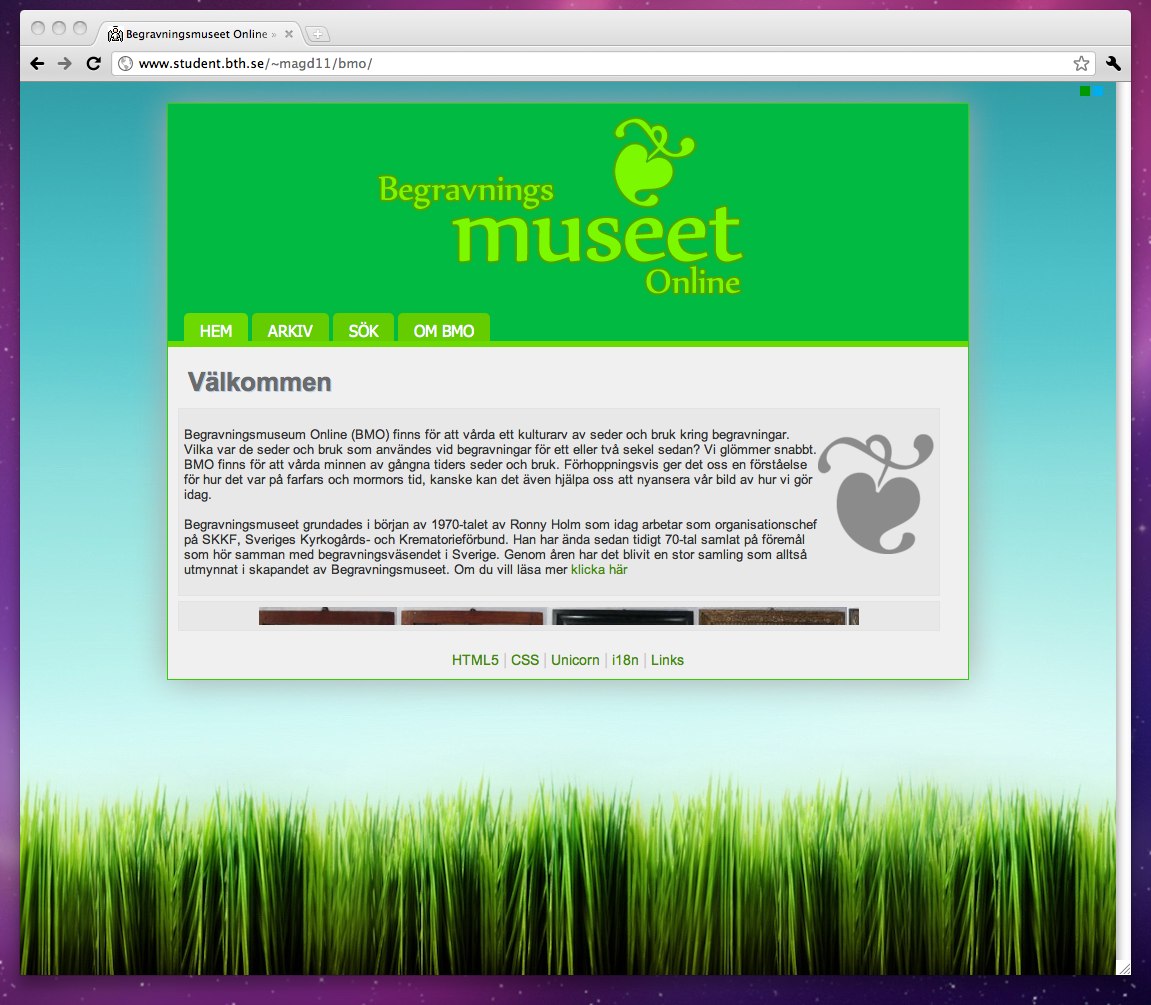 Begravningsmuseet Online »
www.student.bth.se/~magd11/bmo/
Begravnings
museet
Online
HEM ARKIV SÖK OM BMO
Välkommen
Begravningsmuseum Online (BMO) finns för att vårda ett kulturarv av seder och bruk kring begravningar.
Vilka var de seder och bruk som användes vid begravningar för ett eller två sekel sedan? Vi glömmer snabbt.
BMO finns för att vårda minnen av gångna tiders seder och bruk. Förhoppningsvis ger det oss en förståelse
för hur det var på farfars och mormors tid, kanske kan det även hjälpa oss att nyansera vår bild av hur vi gör
idag.
Begravningsmuseet grundades i början av 1970-talet av Ronny Holm som idag arbetar som organisationschef
på SKKF, Sveriges Kyrkogårds- och Krematorieförbund. Han har ända sedan tidigt 70-tal samlat på föremål
som hör samman med begravningsväsendet i Sverige. Genom åren har det blivit en stor samling som alltså
utmynnat i skapandet av Begravningsmuseet. Om du vill läsa mer klicka här
HTML5 | CSS | Unicorn | i18n | Links